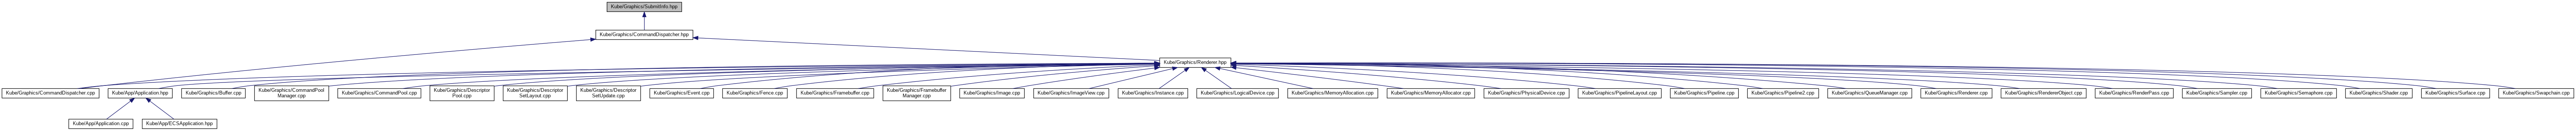 Kube/Graphics/SubmitInfo.hpp
Kube/Graphics/CommandDispatcher.hpp
Kube/Graphics/Renderer.hpp
Kube/Graphics/CommandDispatcher.cpp
Kube/App/Application.hpp
Kube/Graphics/Buffer.cpp
Kube/Graphics/CommandPool
Manager.cpp
Kube/Graphics/CommandPool.cpp
Kube/Graphics/Descriptor
Pool.cpp
Kube/Graphics/Descriptor
SetLayout.cpp
Kube/Graphics/Descriptor
SetUpdate.cpp
Kube/Graphics/Event.cpp
Kube/Graphics/Fence.cpp
Kube/Graphics/Framebuffer.cpp
Kube/Graphics/Framebuffer
Manager.cpp
Kube/Graphics/Image.cpp
Kube/Graphics/ImageView.cpp
Kube/Graphics/Instance.cpp
Kube/Graphics/LogicalDevice.cpp
Kube/Graphics/MemoryAllocation.cpp
Kube/Graphics/MemoryAllocator.cpp
Kube/Graphics/PhysicalDevice.cpp
Kube/Graphics/PipelineLayout.cpp
Kube/Graphics/Pipeline.cpp
Kube/Graphics/Pipeline2.cpp
Kube/Graphics/QueueManager.cpp
Kube/Graphics/Renderer.cpp
Kube/Graphics/RendererObject.cpp
Kube/Graphics/RenderPass.cpp
Kube/Graphics/Sampler.cpp
Kube/Graphics/Semaphore.cpp
Kube/Graphics/Shader.cpp
Kube/Graphics/Surface.cpp
Kube/Graphics/Swapchain.cpp
Kube/App/Application.cpp
Kube/App/ECSApplication.hpp